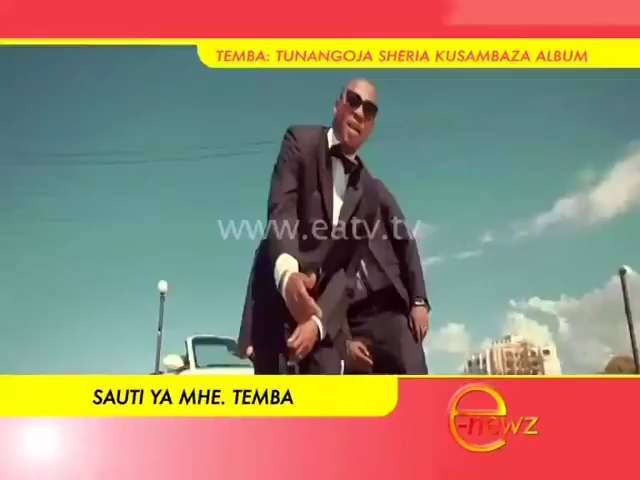 TEMBA: TUNANGOJA SHERIA KUSAMBAZA ALBUM
www.eatv.tv
SAUTI YA MHE. TEMBA
e-newz